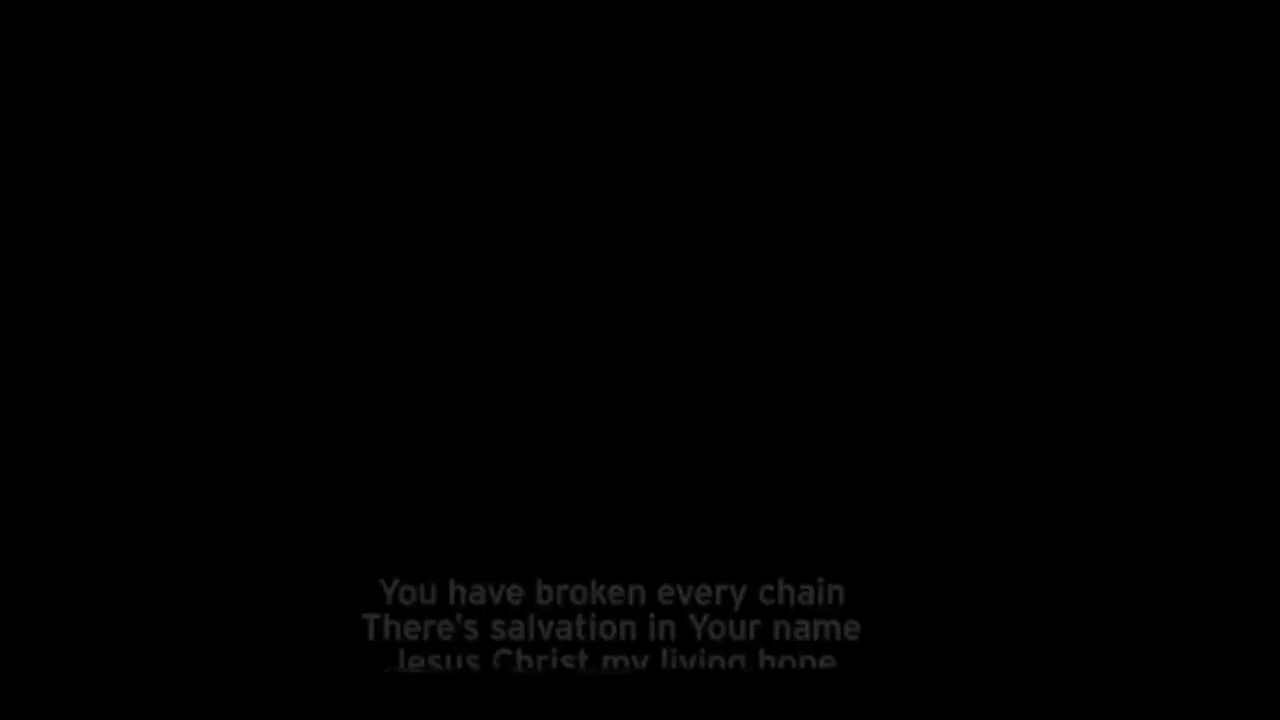 You have broken every chain
There's salvation in Your name
Jesus Christ my living hope